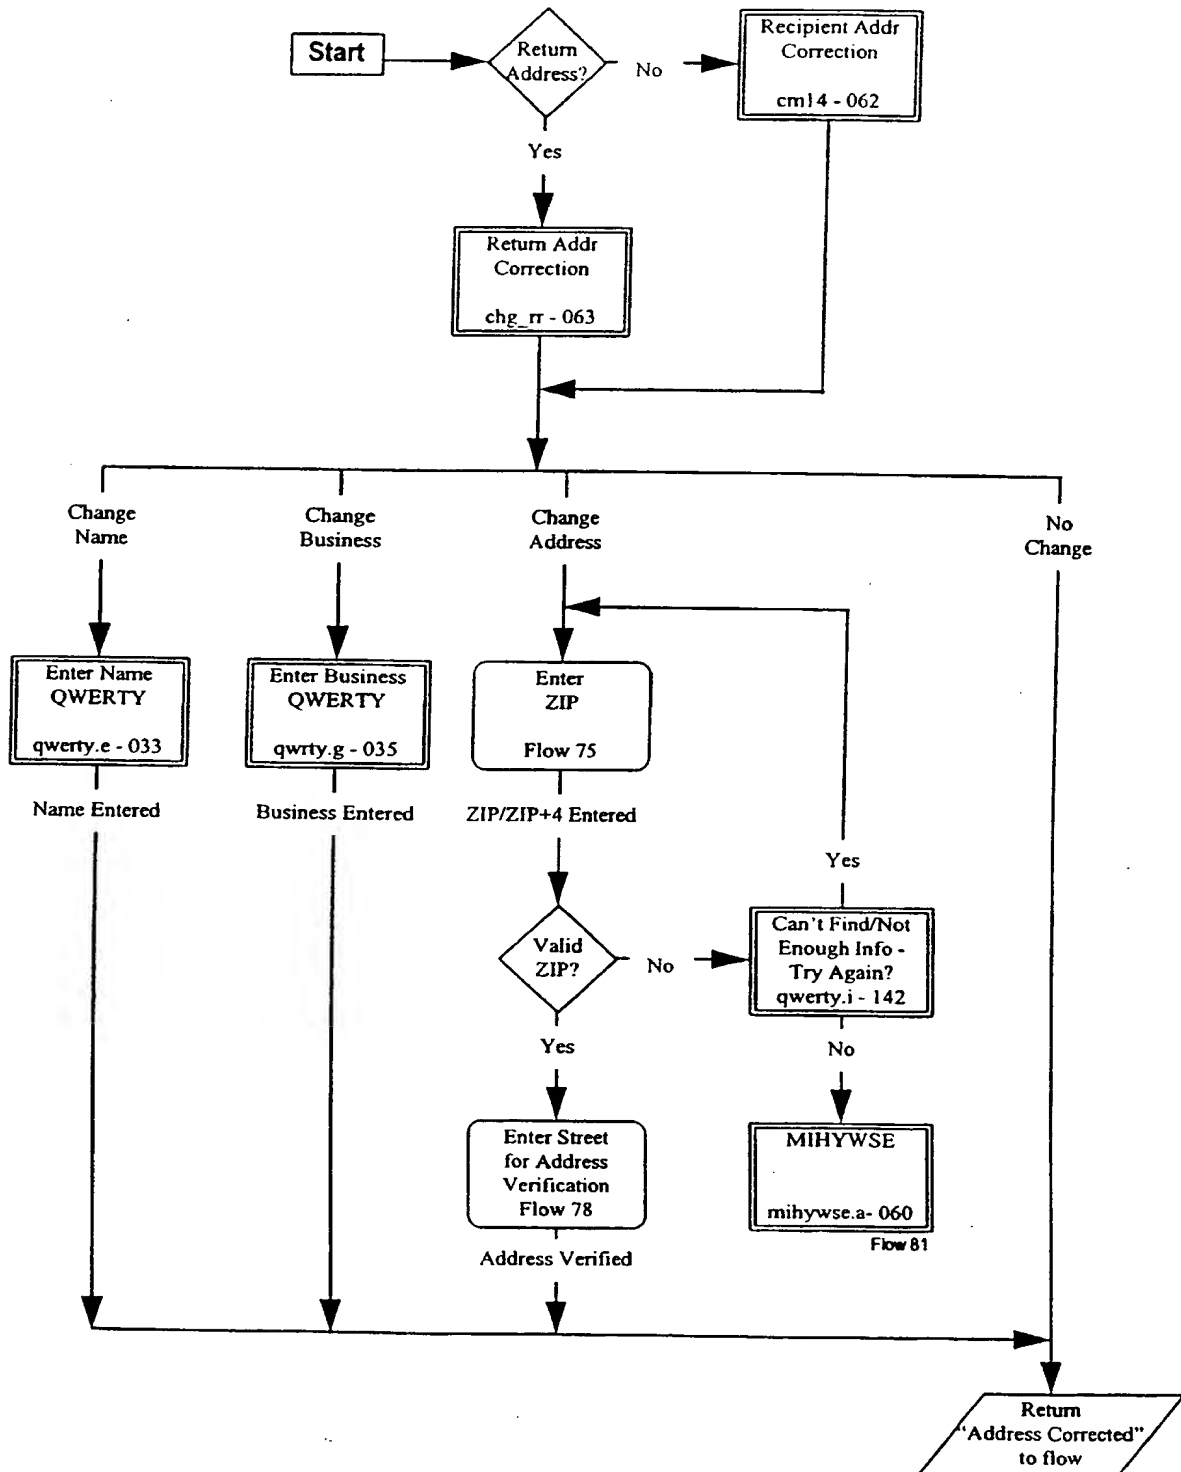 Start
Return
Address?
No
Recipient Addr
Correction
cm14 - 062
Yes
Return Addr
Correction
chg_rr - 063
Change
Name
Change
Business
Change
Address
No
Change
Enter Name
QWERTY
qwerty.e - 033
Enter Business
QWERTY
qwrty.g - 035
Enter
ZIP
Flow 75
Name Entered
Business Entered
ZIP/ZIP+4 Entered
Yes
Valid
ZIP?
No
Can't Find/Not
Enough Info -
Try Again?
qwerty.i - 142
Yes
No
Enter Street
for Address
Verification
Flow 78
MIHYWSE
mihywse.a- 060
Flow 81
Address Verified
Return
"Address Corrected"
to flow